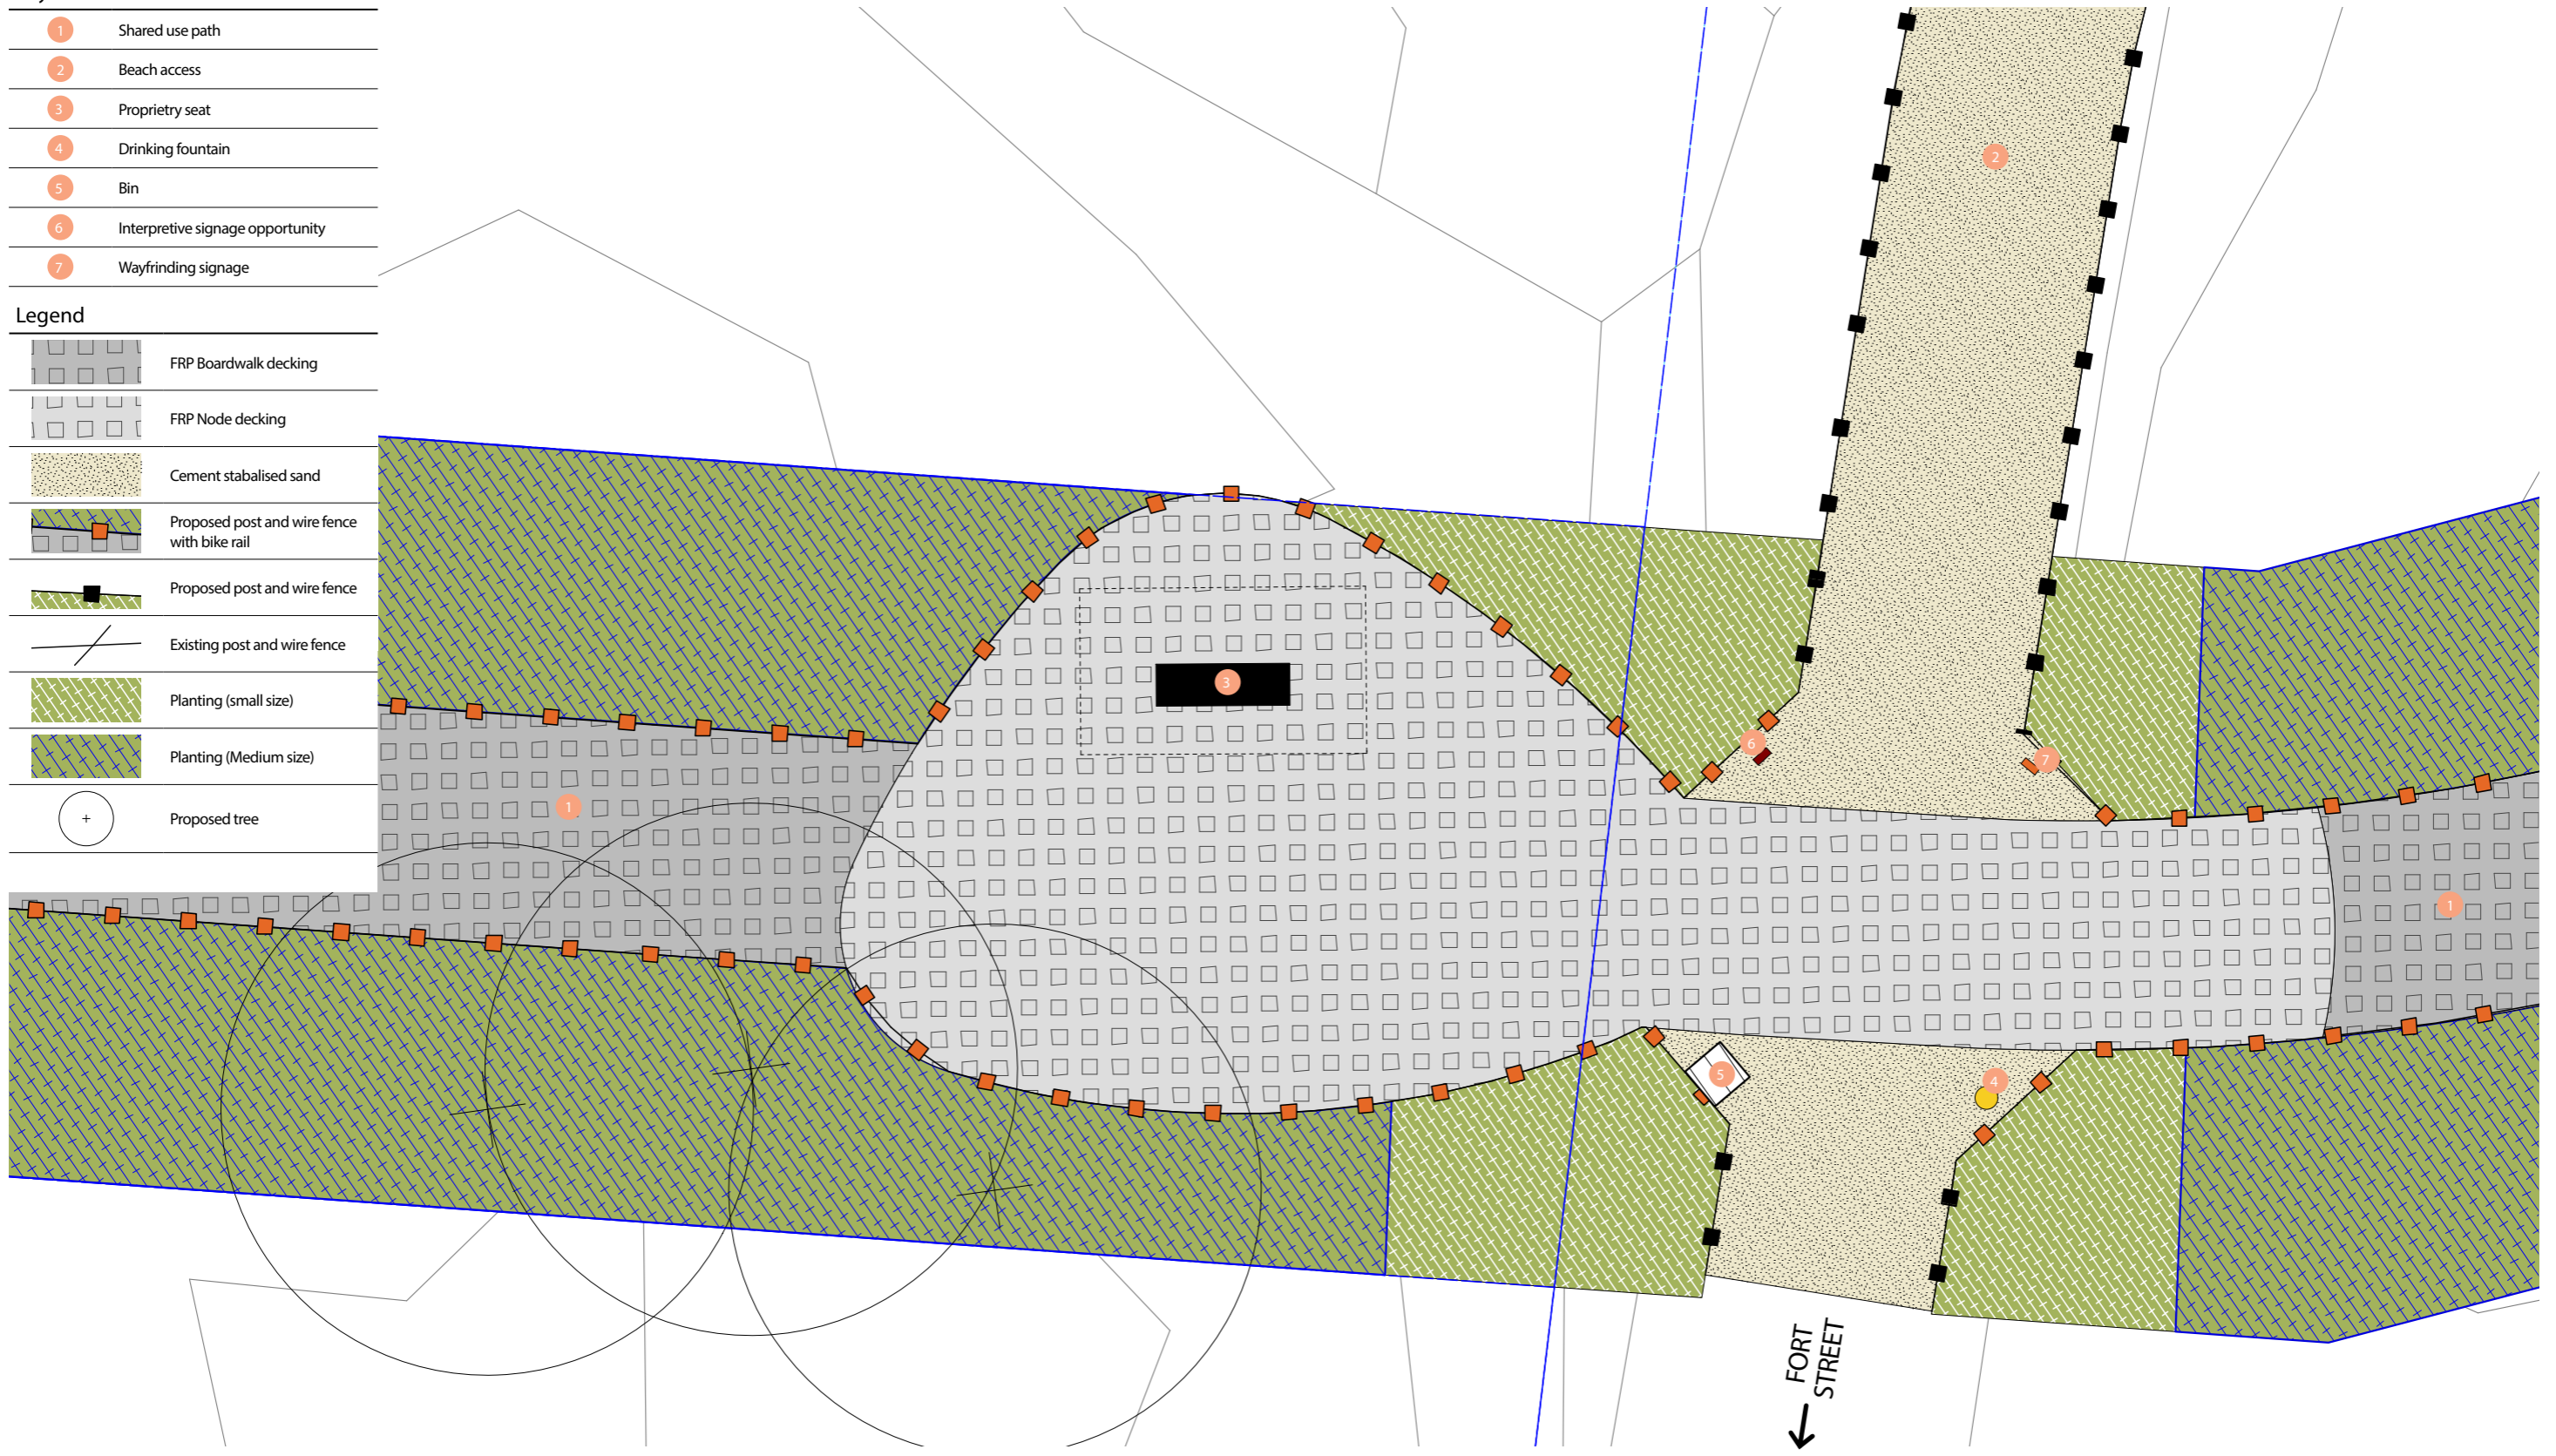 1 Shared use path
2 Beach access
3 Proprietry seat
4 Drinking fountain
5 Bin
6 Interpretive signage opportunity
7 Wayfrinding signage
Legend
FRP Boardwalk decking
FRP Node decking
Cement stabalised sand
Proposed post and wire fence
with bike rail
Proposed post and wire fence
Existing post and wire fence
Planting (small size)
Planting (Medium size)
Proposed tree
2
3
6
7
1
1
5
4
FORT
STREET